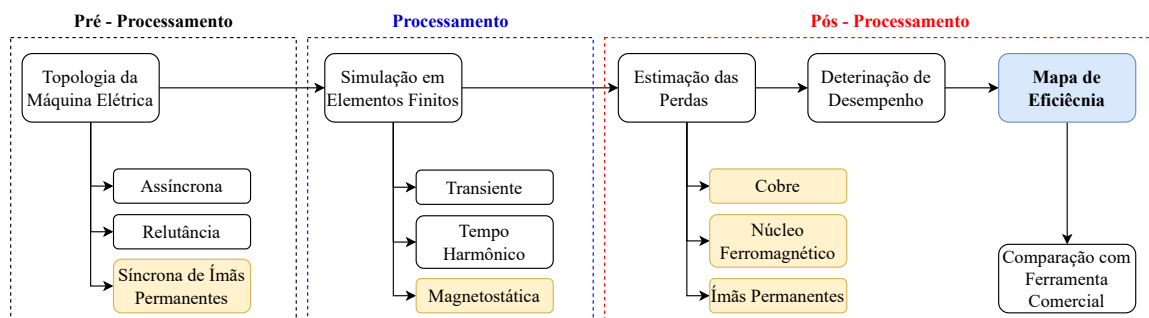 Pré - Processamento
Processamento
Pós - Processamento
Topologia da
Máquina Elétrica
Simulação em
Elementos Finitos
Estimação das
Perdas
Deterinação de
Desempenho
Mapa de
Eficiêcnia
Assíncrona
Relutância
Síncrona de Ímãs
Permanentes
Transiente
Tempo
Harmônico
Magnetostática
Cobre
Núcleo
Ferromagnético
Ímãs Permanentes
Comparação com
Ferramenta
Comercial